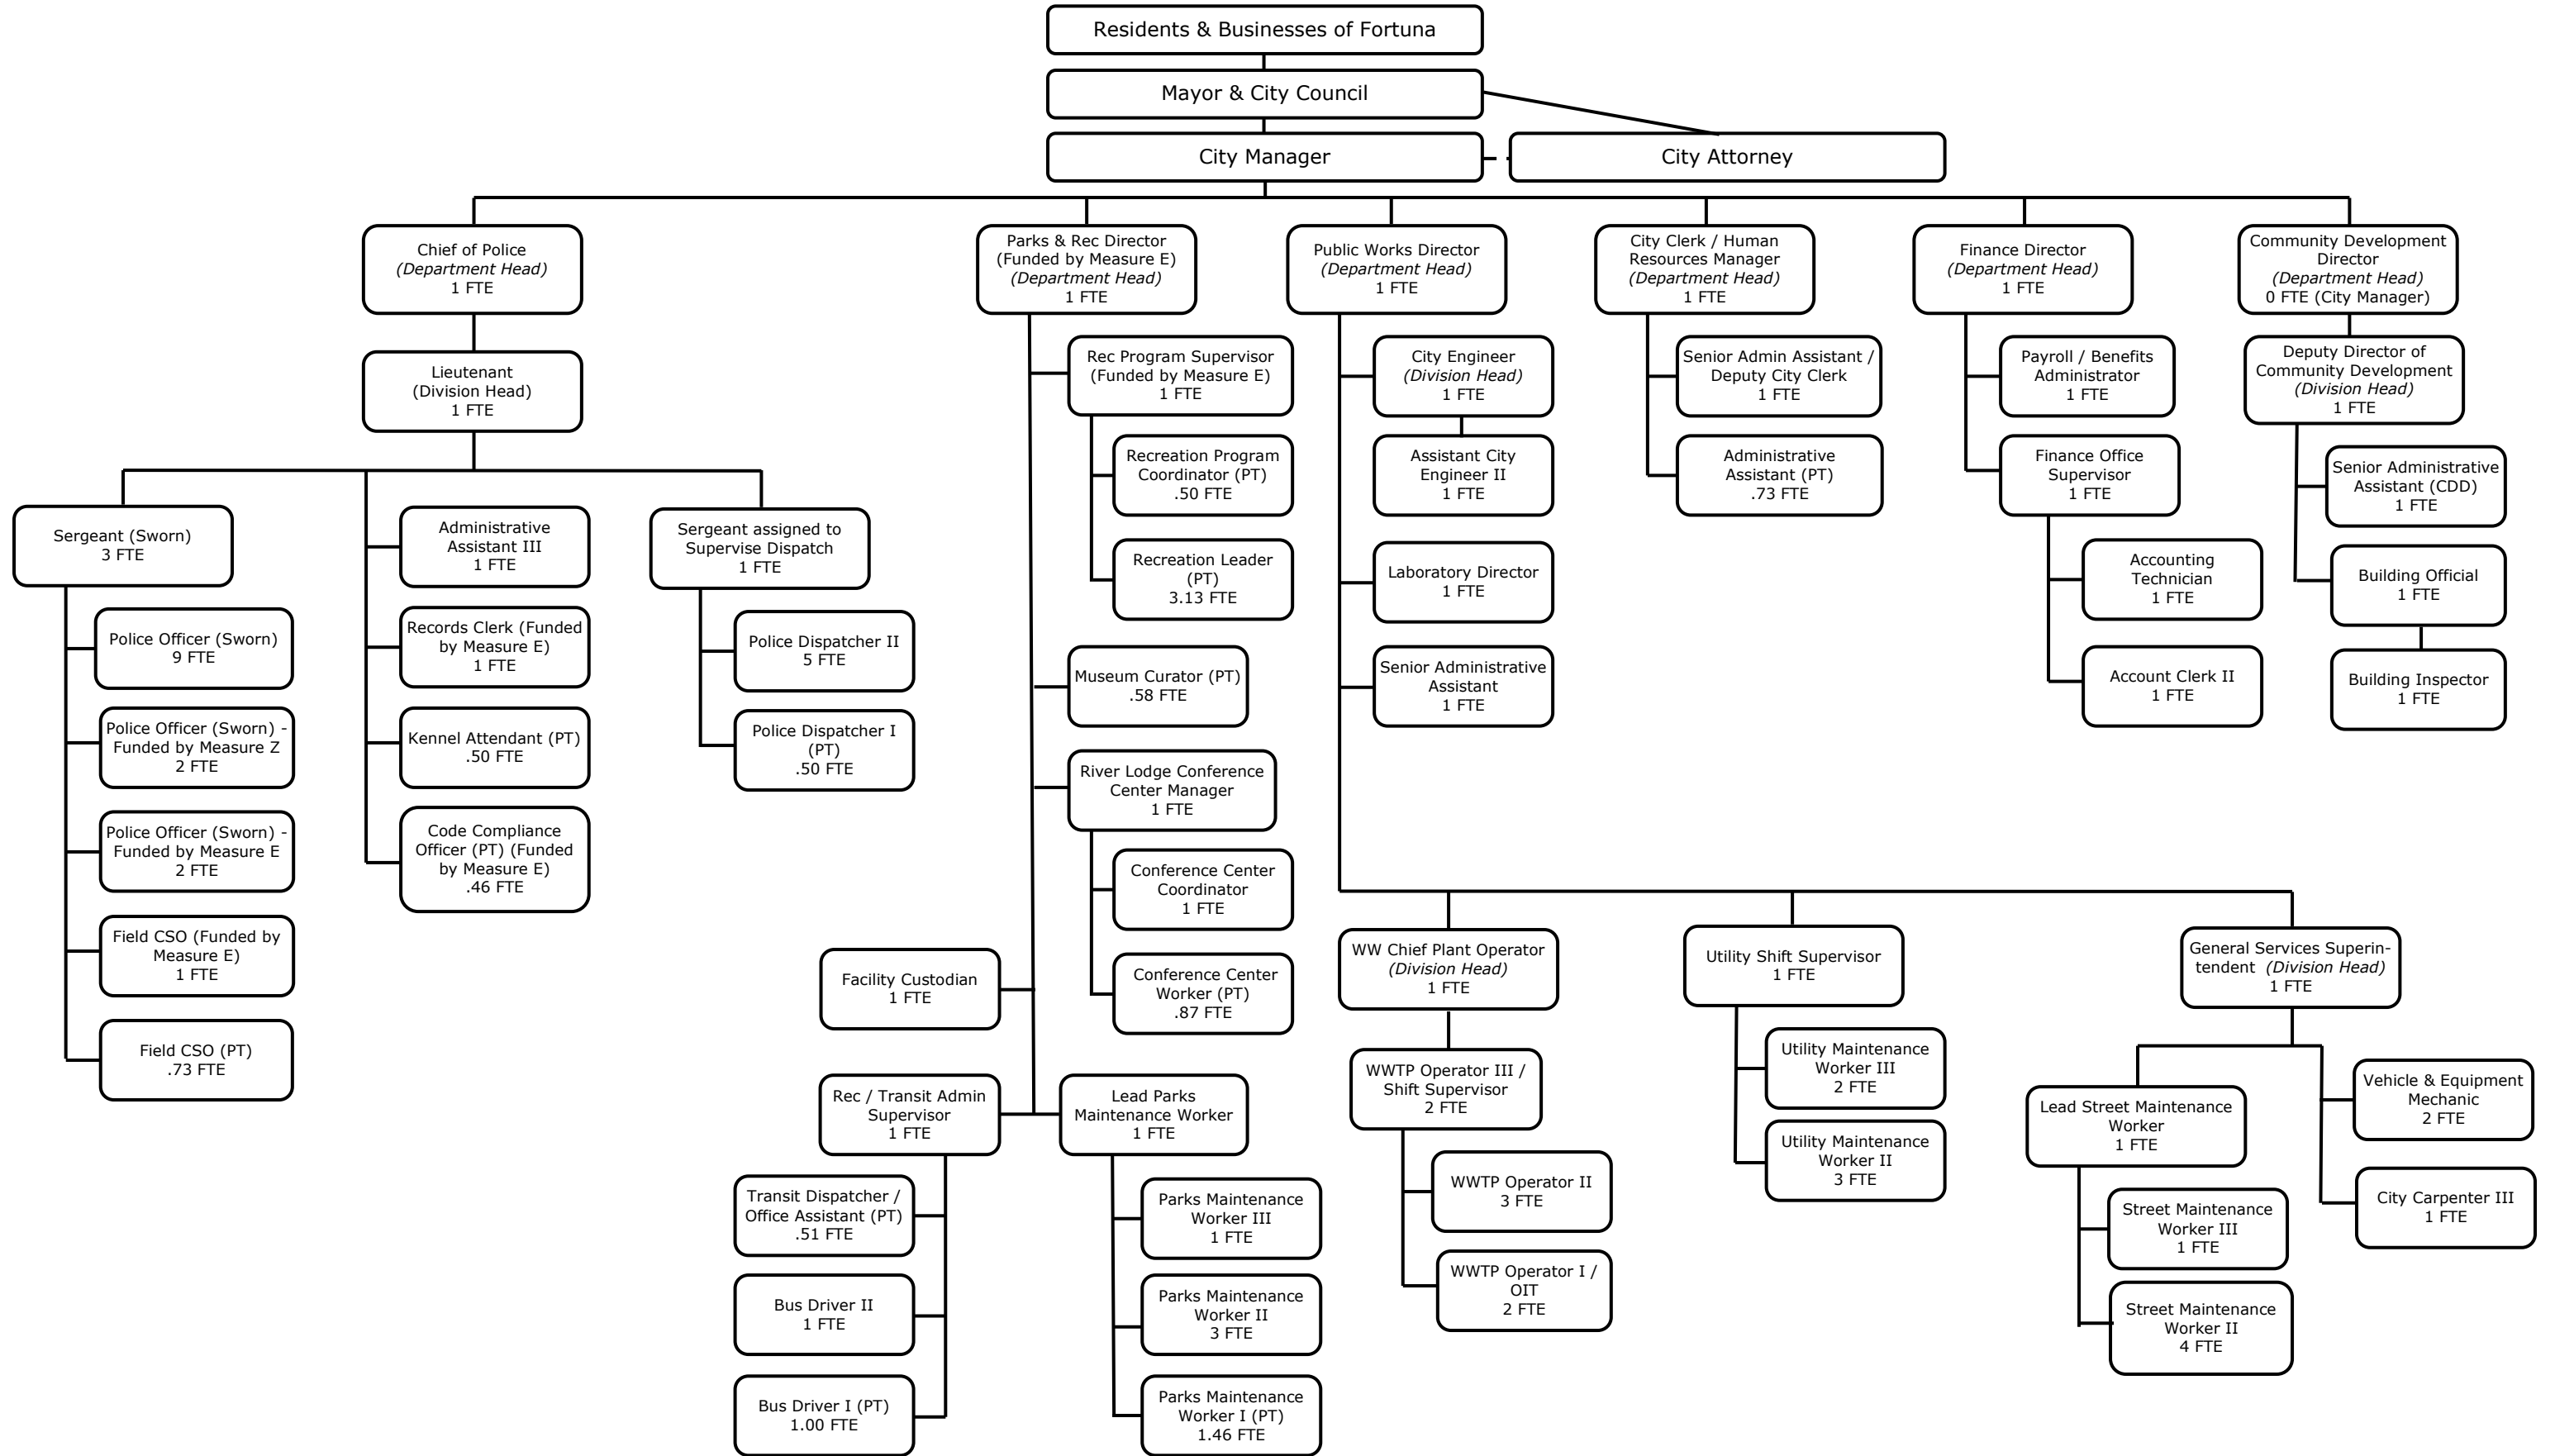 Residents & Businesses of Fortuna
Mayor & City Council
City Manager
City Attorney
Chief of Police
(Department Head)
1 FTE
Parks & Rec Director
(Funded by Measure E)
(Department Head)
1 FTE
Public Works Director
(Department Head)
1 FTE
City Clerk / Human
Resources Manager
(Department Head)
1 FTE
Finance Director
(Department Head)
1 FTE
Community Development
Director
(Department Head)
0 FTE (City Manager)
Lieutenant
(Division Head)
1 FTE
Sergeant (Sworn)
3 FTE
Police Officer (Sworn)
9 FTE
Police Officer (Sworn) -
Funded by Measure Z
2 FTE
Police Officer (Sworn) -
Funded by Measure E
2 FTE
Field CSO (Funded by
Measure E)
1 FTE
Field CSO (PT)
.73 FTE
Administrative
Assistant III
1 FTE
Records Clerk (Funded
by Measure E)
1 FTE
Kennel Attendant (PT)
.50 FTE
Code Compliance
Officer (PT) (Funded
by Measure E)
.46 FTE
Sergeant assigned to
Supervise Dispatch
1 FTE
Police Dispatcher II
5 FTE
Police Dispatcher I
(PT)
.50 FTE
Rec Program Supervisor
(Funded by Measure E)
1 FTE
Recreation Program
Coordinator (PT)
.50 FTE
Recreation Leader
(PT)
3.13 FTE
Museum Curator (PT)
.58 FTE
River Lodge Conference
Center Manager
1 FTE
Conference Center
Coordinator
1 FTE
Conference Center
Worker (PT)
.87 FTE
Facility Custodian
1 FTE
Rec / Transit Admin
Supervisor
1 FTE
Transit Dispatcher /
Office Assistant (PT)
.51 FTE
Bus Driver II
1 FTE
Bus Driver I (PT)
1.00 FTE
Lead Parks
Maintenance Worker
1 FTE
Parks Maintenance
Worker III
1 FTE
Parks Maintenance
Worker II
3 FTE
Parks Maintenance
Worker I (PT)
1.46 FTE
City Engineer
(Division Head)
1 FTE
Assistant City
Engineer II
1 FTE
Laboratory Director
1 FTE
Senior Administrative
Assistant
1 FTE
WW Chief Plant Operator
(Division Head)
1 FTE
WWTP Operator III /
Shift Supervisor
2 FTE
WWTP Operator II
3 FTE
WWTP Operator I /
OIT
2 FTE
Utility Shift Supervisor
1 FTE
Utility Maintenance
Worker III
2 FTE
Utility Maintenance
Worker II
3 FTE
General Services Superin-
tendent (Division Head)
1 FTE
Lead Street Maintenance
Worker
1 FTE
Street Maintenance
Worker III
1 FTE
Street Maintenance
Worker II
4 FTE
Vehicle & Equipment
Mechanic
2 FTE
City Carpenter III
1 FTE
Senior Admin Assistant /
Deputy City Clerk
1 FTE
Administrative
Assistant (PT)
.73 FTE
Payroll / Benefits
Administrator
1 FTE
Finance Office
Supervisor
1 FTE
Accounting
Technician
1 FTE
Account Clerk II
1 FTE
Deputy Director of
Community Development
(Division Head)
1 FTE
Senior Administrative
Assistant (CDD)
1 FTE
Building Official
1 FTE
Building Inspector
1 FTE